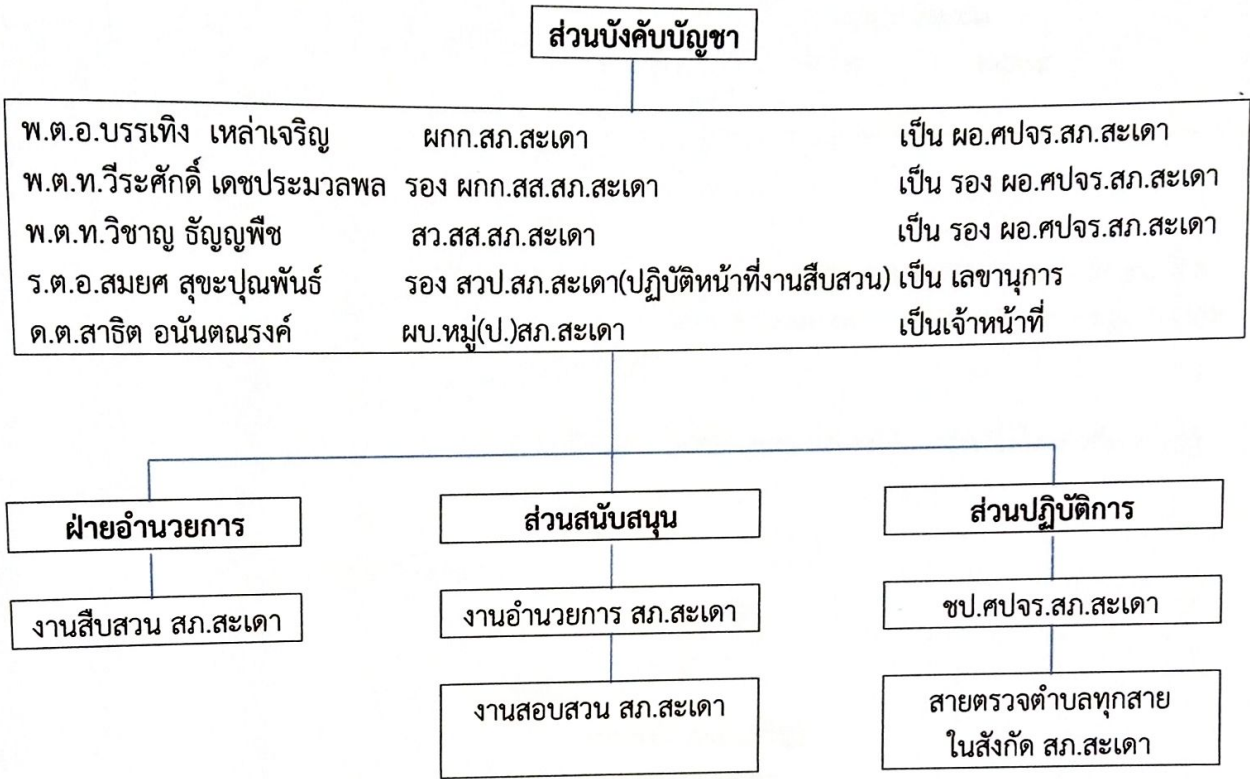 ส่วนบังคับบัญชา
พ.ต.อ.บรรเทิง เหล่าเจริญ ผกก.สภ.สะเดา เป็น ผอ.ศปจร.สภ.สะเดา
พ.ต.ท.วีระศักดิ์ เดชประมวลพล รอง ผกก.สส.สภ.สะเดา เป็น รอง ผอ.ศปจร.สภ.สะเดา
พ.ต.ท.วิชาญ ธัญญพืช สว.สส.สภ.สะเดา เป็น รอง ผอ.ศปจร.สภ.สะเดา
ร.ต.อ.สมยศ สุขะปุณพันธ์ รอง สวป.สภ.สะเดา(ปฏิบัติหน้าที่งานสืบสวน) เป็น เลขานุการ
ด.ต.สาธิต อนันตณรงค์ ผบ.หมู่(ป.)สภ.สะเดา เป็นเจ้าหน้าที่
ฝ่ายอำนวยการ ส่วนสนับสนุน ส่วนปฏิบัติการ
งานสืบสวน สภ.สะเดา งานอำนวยการ สภ.สะเดา ชป.ศปจร.สภ.สะเดา
งานสอบสวน สภ.สะเดา สายตรวจตำบลทุกสาย
ในสังกัด สภ.สะเดา